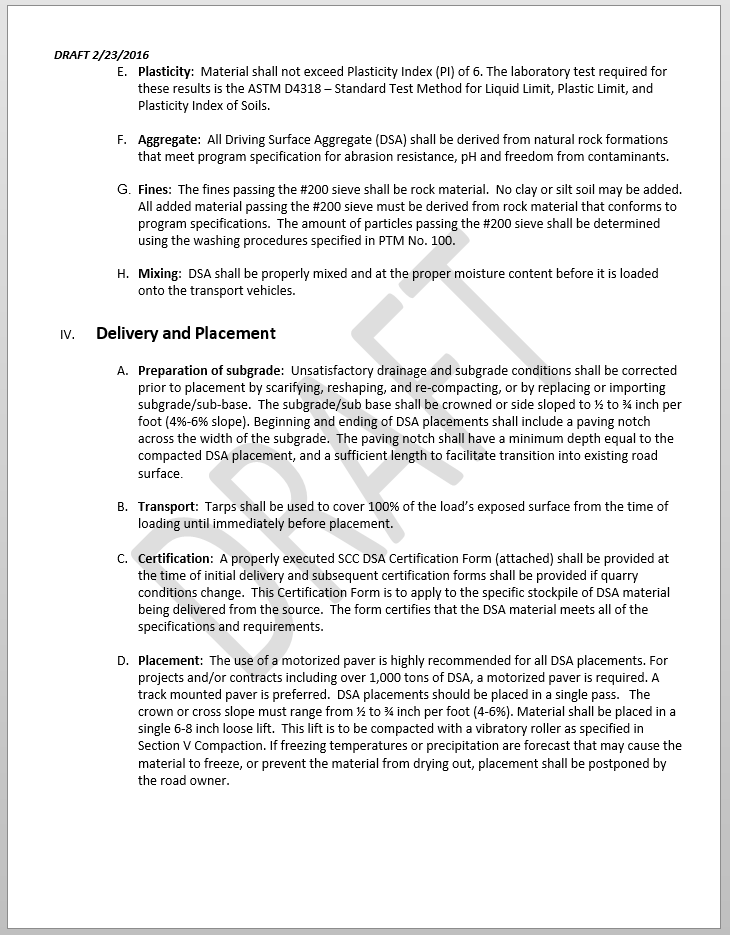 DRAFT 2/23/2016
E. Plasticity: Material shall not exceed Plasticity Index (PI) of 6. The laboratory test required for
these results is the ASTM D4318 – Standard Test Method for Liquid Limit, Plastic Limit, and
Plasticity Index of Soils.
F. Aggregate: All Driving Surface Aggregate (DSA) shall be derived from natural rock formations
that meet program specification for abrasion resistance, pH and freedom from contaminants.
G. Fines: The fines passing the #200 sieve shall be rock material. No clay or silt soil may be added.
All added material passing the #200 sieve must be derived from rock material that conforms to
program specifications. The amount of particles passing the #200 sieve shall be determined
using the washing procedures specified in PTM No. 100.
H. Mixing: DSA shall be properly mixed and at the proper moisture content before it is loaded
onto the transport vehicles.
IV. Delivery and Placement
A. Preparation of subgrade: Unsatisfactory drainage and subgrade conditions shall be corrected
prior to placement by scarifying, reshaping, and re-compacting, or by replacing or importing
subgrade/sub-base. The subgrade/sub base shall be crowned or side sloped to ½ to ¾ inch per
foot (4%-6% slope). Beginning and ending of DSA placements shall include a paving notch
across the width of the subgrade. The paving notch shall have a minimum depth equal to the
compacted DSA placement, and a sufficient length to facilitate transition into existing road
surface.
B. Transport: Tarps shall be used to cover 100% of the load's exposed surface from the time of
loading until immediately before placement.
C. Certification: A properly executed SCC DSA Certification Form (attached) shall be provided at
the time of initial delivery and subsequent certification forms shall be provided if quarry
conditions change. This Certification Form is to apply to the specific stockpile of DSA material
being delivered from the source. The form certifies that the DSA material meets all of the
specifications and requirements.
D. Placement: The use of a motorized paver is highly recommended for all DSA placements. For
projects and/or contracts including over 1,000 tons of DSA, a motorized paver is required. A
track mounted paver is preferred. DSA placements should be placed in a single pass. The
crown or cross slope must range from ½ to ¾ inch per foot (4-6%). Material shall be placed in a
single 6-8 inch loose lift. This lift is to be compacted with a vibratory roller as specified in
Section V Compaction. If freezing temperatures or precipitation are forecast that may cause the
material to freeze, or prevent the material from drying out, placement shall be postponed by
the road owner.
DRAFT